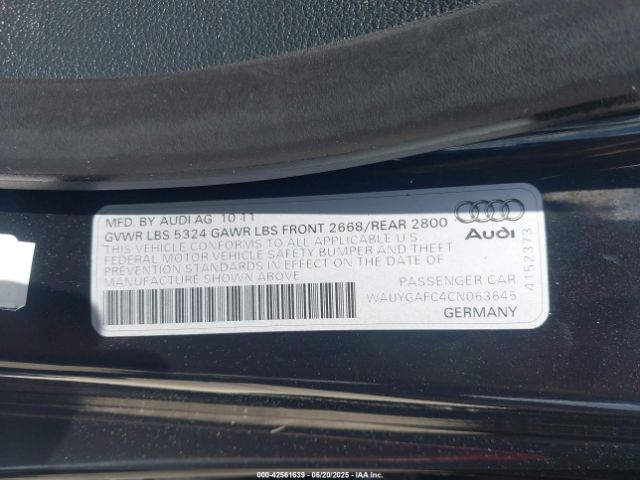 MFD. BY AUDI AG 10 11
GVWR LBS 5324 GAWR LBS FRONT 2668/REAR 2800
THIS VEHICLE CONFORMS TO ALL APPLICABLE U.S.
FEDERAL MOTOR VEHICLE SAFETY,BUMPER AND THEFT
PREVENTION STANDARDS IN EFFECT ON THE DATE OF
MANUFACTURE SHOWN ABOVE
Audi
4152373
PASSENGER CAR
WAUYGAFC4CN063645
GERMANY
000-42561639 - 06/20/2025 - IAAI.COM